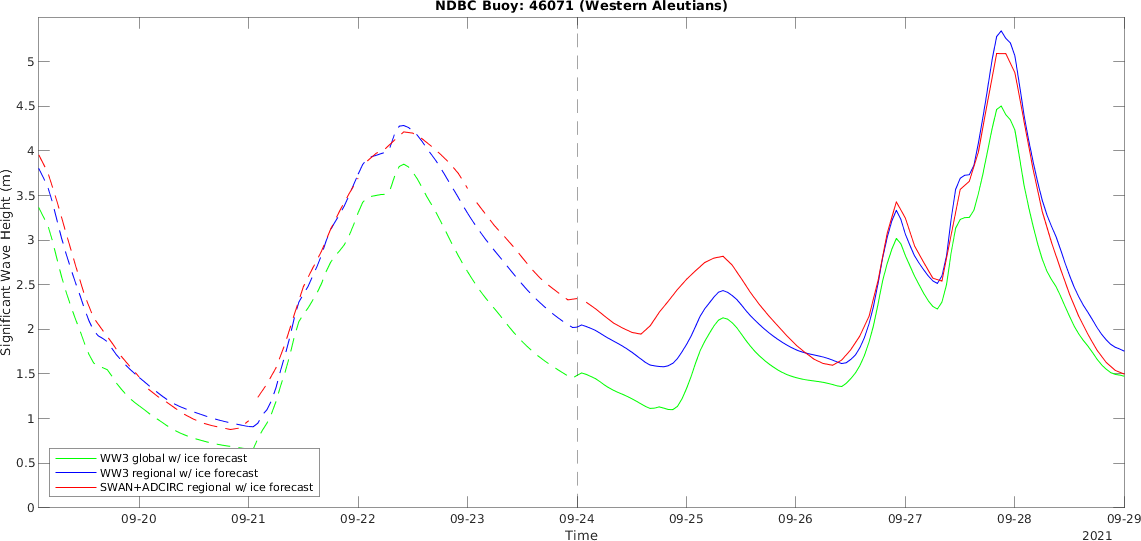 NDBC Buoy: 46071 (Western Aleutians)
Significant Wave Height (m)
5
4.5
4
3.5
3
2.5
2
1.5
1
0.5
0
WW3 global w/ ice forecast
WW3 regional w/ ice forecast
SWAN+ADCIRC regional w/ ice forecast
09-20 09-21 09-22 09-23 09-24 09-25 09-26 09-27 09-28 09-29
Time
2021